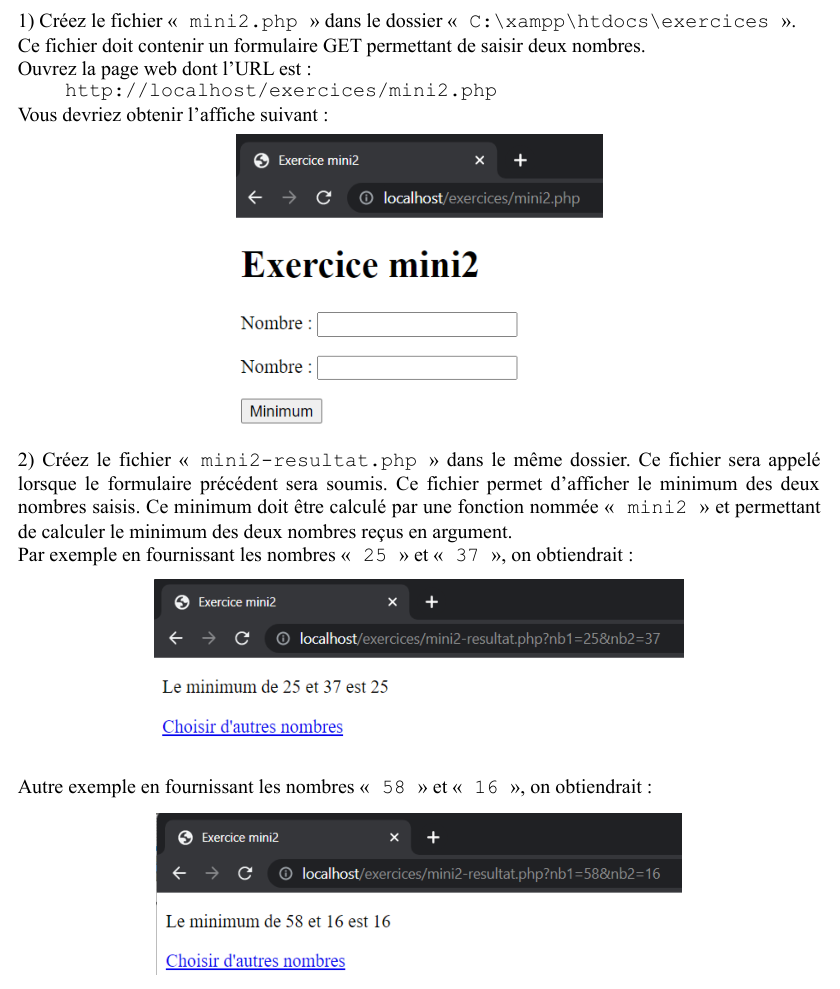 1) Créez le fichier « mini2.php » dans le dossier « C:\xampp\htdocs\exercices ».
Ce fichier doit contenir un formulaire GET permettant de saisir deux nombres.
Ouvrez la page web dont l’URL est :
http://localhost/exercices/mini2.php
Vous devriez obtenir l’affiche suivant :
Exercice mini2
localhost/exercices/mini2.php
Exercice mini2
Nombre :
Nombre :
Minimum
2) Créez le fichier « mini2-resultat.php » dans le même dossier. Ce fichier sera appelé
lorsque le formulaire précédent sera soumis. Ce fichier permet d’afficher le minimum des deux
nombres saisis. Ce minimum doit être calculé par une fonction nommée « mini2 » et permettant
de calculer le minimum des deux nombres reçus en argument.
Par exemple en fournissant les nombres « 25 » et « 37 », on obtiendrait :
Exercice mini2
localhost/exercices/mini2-resultat.php?nb1=25&nb2=37
Le minimum de 25 et 37 est 25
Choisir d'autres nombres
Autre exemple en fournissant les nombres « 58 » et « 16 », on obtiendrait :
Exercice mini2
localhost/exercices/mini2-resultat.php?nb1=58&nb2=16
Le minimum de 58 et 16 est 16
Choisir d'autres nombres